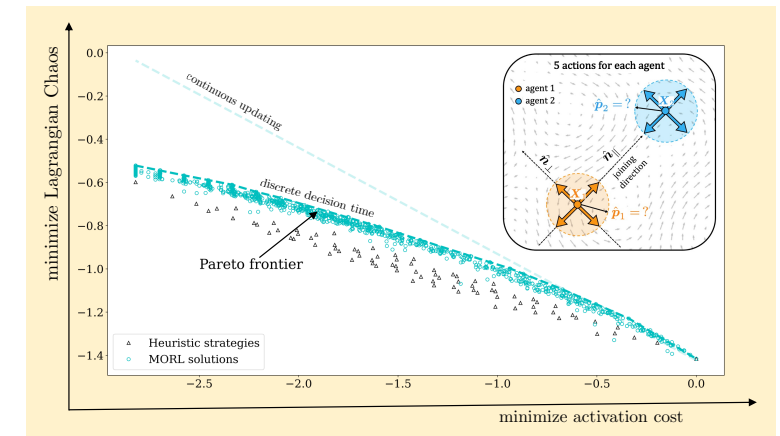 minimize Lagrangian Chaos
0.0
−0.2
−0.4
−0.6
−0.8
−1.0
−1.2
−1.4
continuous updating
discrete decision time
Pareto frontier
Heuristic strategies
MORL solutions
5 actions for each agent
agent 1
agent 2
p̂₂ = ?
X₂
n̂⊥
n̂∥
joining
direction
X₁
p̂₁ = ?
−2.5
−2.0
−1.5
−1.0
−0.5
0.0
minimize activation cost